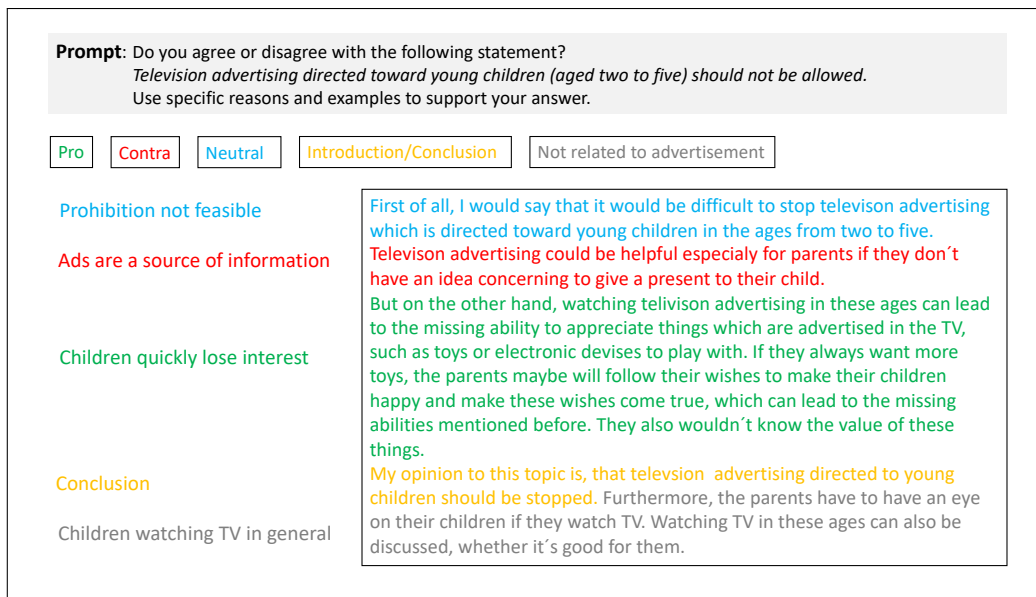 Prompt: Do you agree or disagree with the following statement?
Television advertising directed toward young children (aged two to five) should not be allowed.
Use specific reasons and examples to support your answer.
Pro
Contra
Neutral
Introduction/Conclusion
Not related to advertisement
Prohibition not feasible
First of all, I would say that it would be difficult to stop televison advertising
which is directed toward young children in the ages from two to five.
Ads are a source of information
Televison advertising could be helpful especialy for parents if they don´t
have an idea concerning to give a present to their child.
But on the other hand, watching telivison advertising in these ages can lead
to the missing ability to appreciate things which are advertised in the TV,
Children quickly lose interest
such as toys or electronic devises to play with. If they always want more
toys, the parents maybe will follow their wishes to make their children
happy and make these wishes come true, which can lead to the missing
abilities mentioned before. They also wouldn´t know the value of these
things.
Conclusion
My opinion to this topic is, that televsion  advertising directed to young
children should be stopped. Furthermore, the parents have to have an eye
Children watching TV in general
on their children if they watch TV. Watching TV in these ages can also be
discussed, whether it´s good for them.